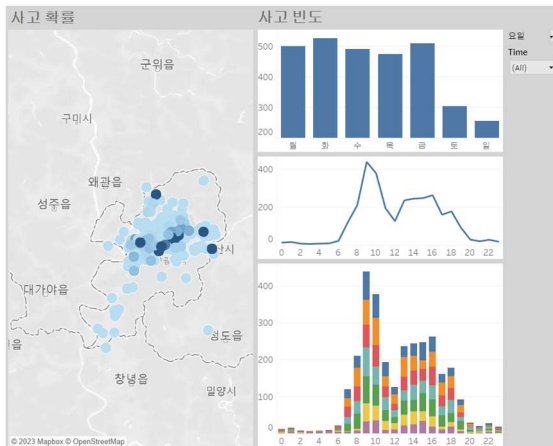 사고 확률
사고 빈도
요일
Time
(All)
군위읍
구미시
왜관읍
성주읍
산시
대가야읍
청도읍
읍
창녕읍
밀양시
© 2023 Mapbox © OpenStreetMap
500
400
300
200
월 화 수 목 금 토 일
400
200
0
0 2 4 6 8 10 12 14 16 18 20 22
400
300
200
100
0
0 2 4 6 8 10 12 14 16 18 20 22